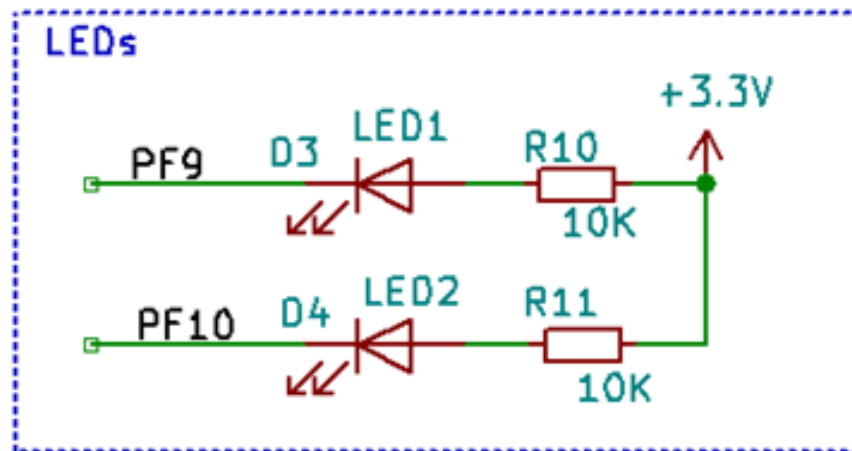 LEDs
+3.3V
PF9
D3
LED1
R10
10K
PF10
D4
LED2
R11
10K